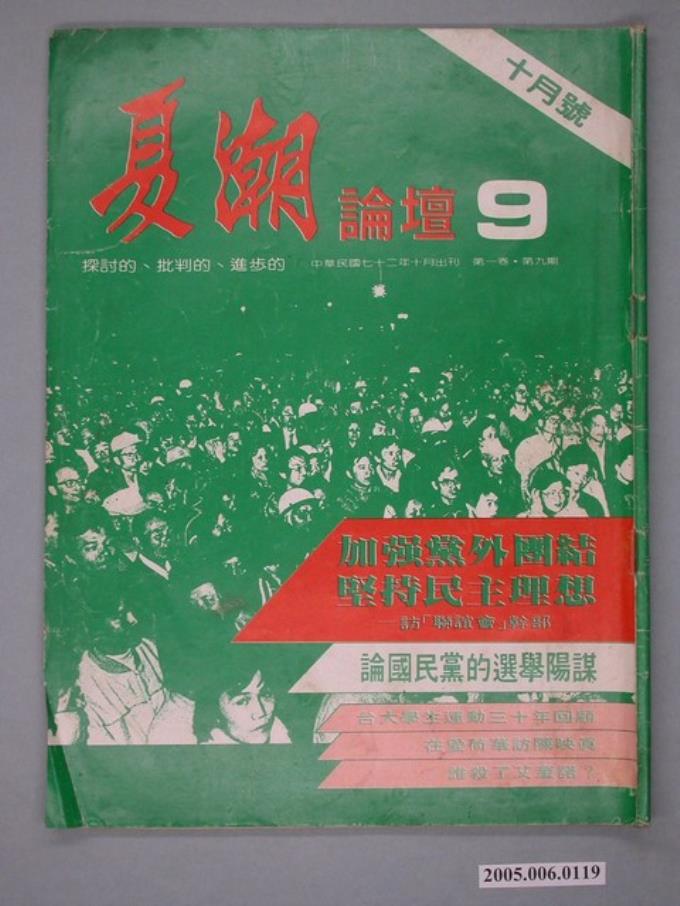 十月號
夏潮 論壇 9
探討的、批判的、進步的 中華民國七十二年十月出刊 第一卷・第九期
加强黨外團結
堅持民主理想
—訪「聯誼會」幹部
論國民黨的選舉陽謀
台大學生運動三十年回顧
在愛荷華訪陳映真
誰殺了艾奎諾？
2005.006.0119